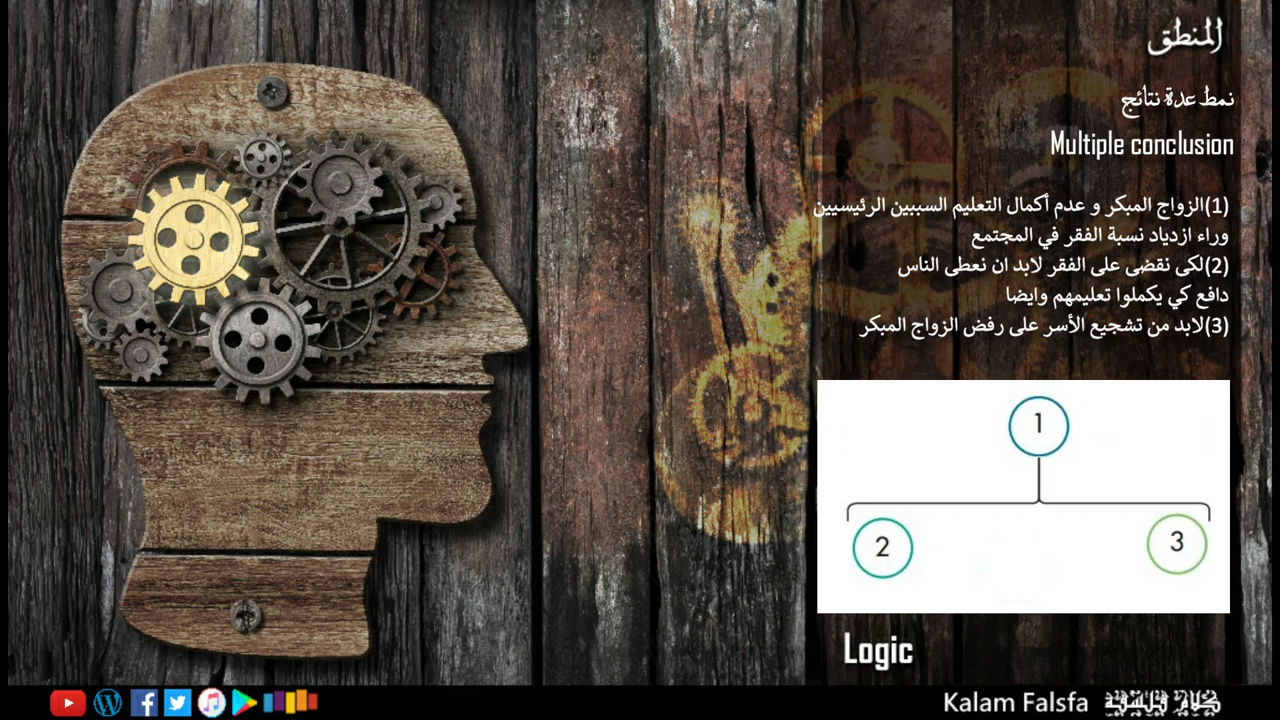 المنطق
نمط عدة نتائج
Multiple conclusion
(1)الزواج المبكر و عدم أكمال التعليم السببين الرئيسيين
وراء ازدياد نسبة الفقر في المجتمع
(2)لكى نقضى على الفقر لابد ان نعطى الناس
دافع كي يكملوا تعليمهم وايضا
(3)لابد من تشجيع الأسر على رفض الزواج المبكر
1
2
3
Logic
Kalam Falsfa كلام فلسفة